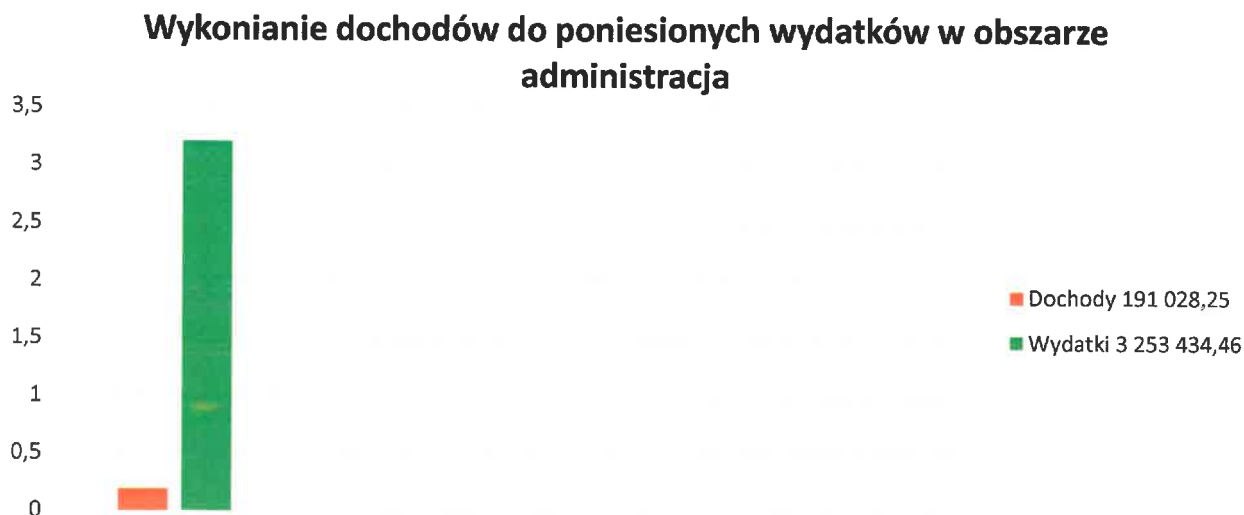 Wykonianie dochodów do poniesionych wydatków w obszarze
administracja
3,5
3
2,5
2
1,5
1
0,5
0
Dochody 191 028,25
Wydatki 3 253 434,46